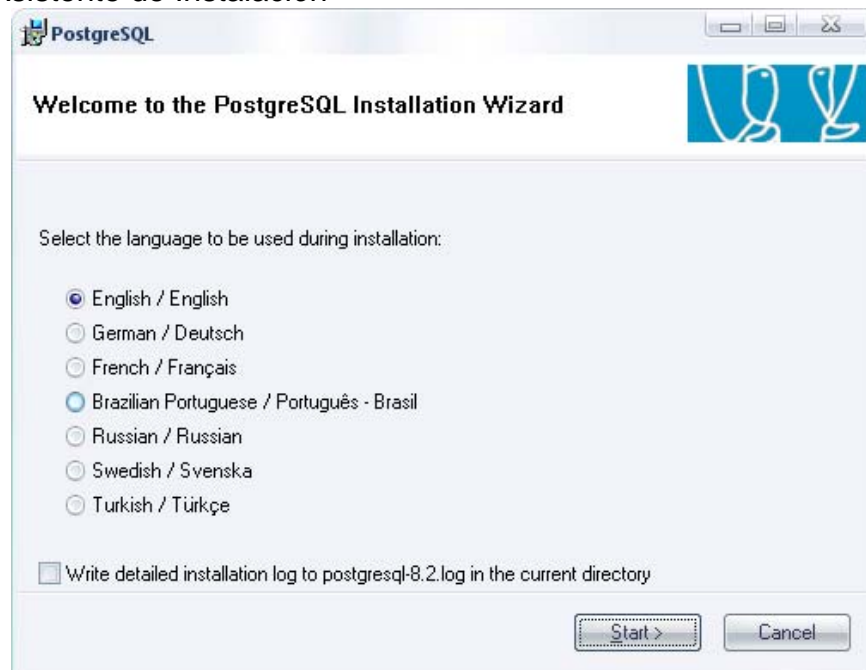 de Instalación
PostgreSQL
Welcome to the PostgreSQL Installation Wizard
Select the language to be used during installation:
English / English
German / Deutsch
French / Français
Brazilian Portuguese / Português - Brasil
Russian / Russian
Swedish / Svenska
Turkish / Türkçe
Write detailed installation log to postgresql-8.2.log in the current directory
Start >
Cancel